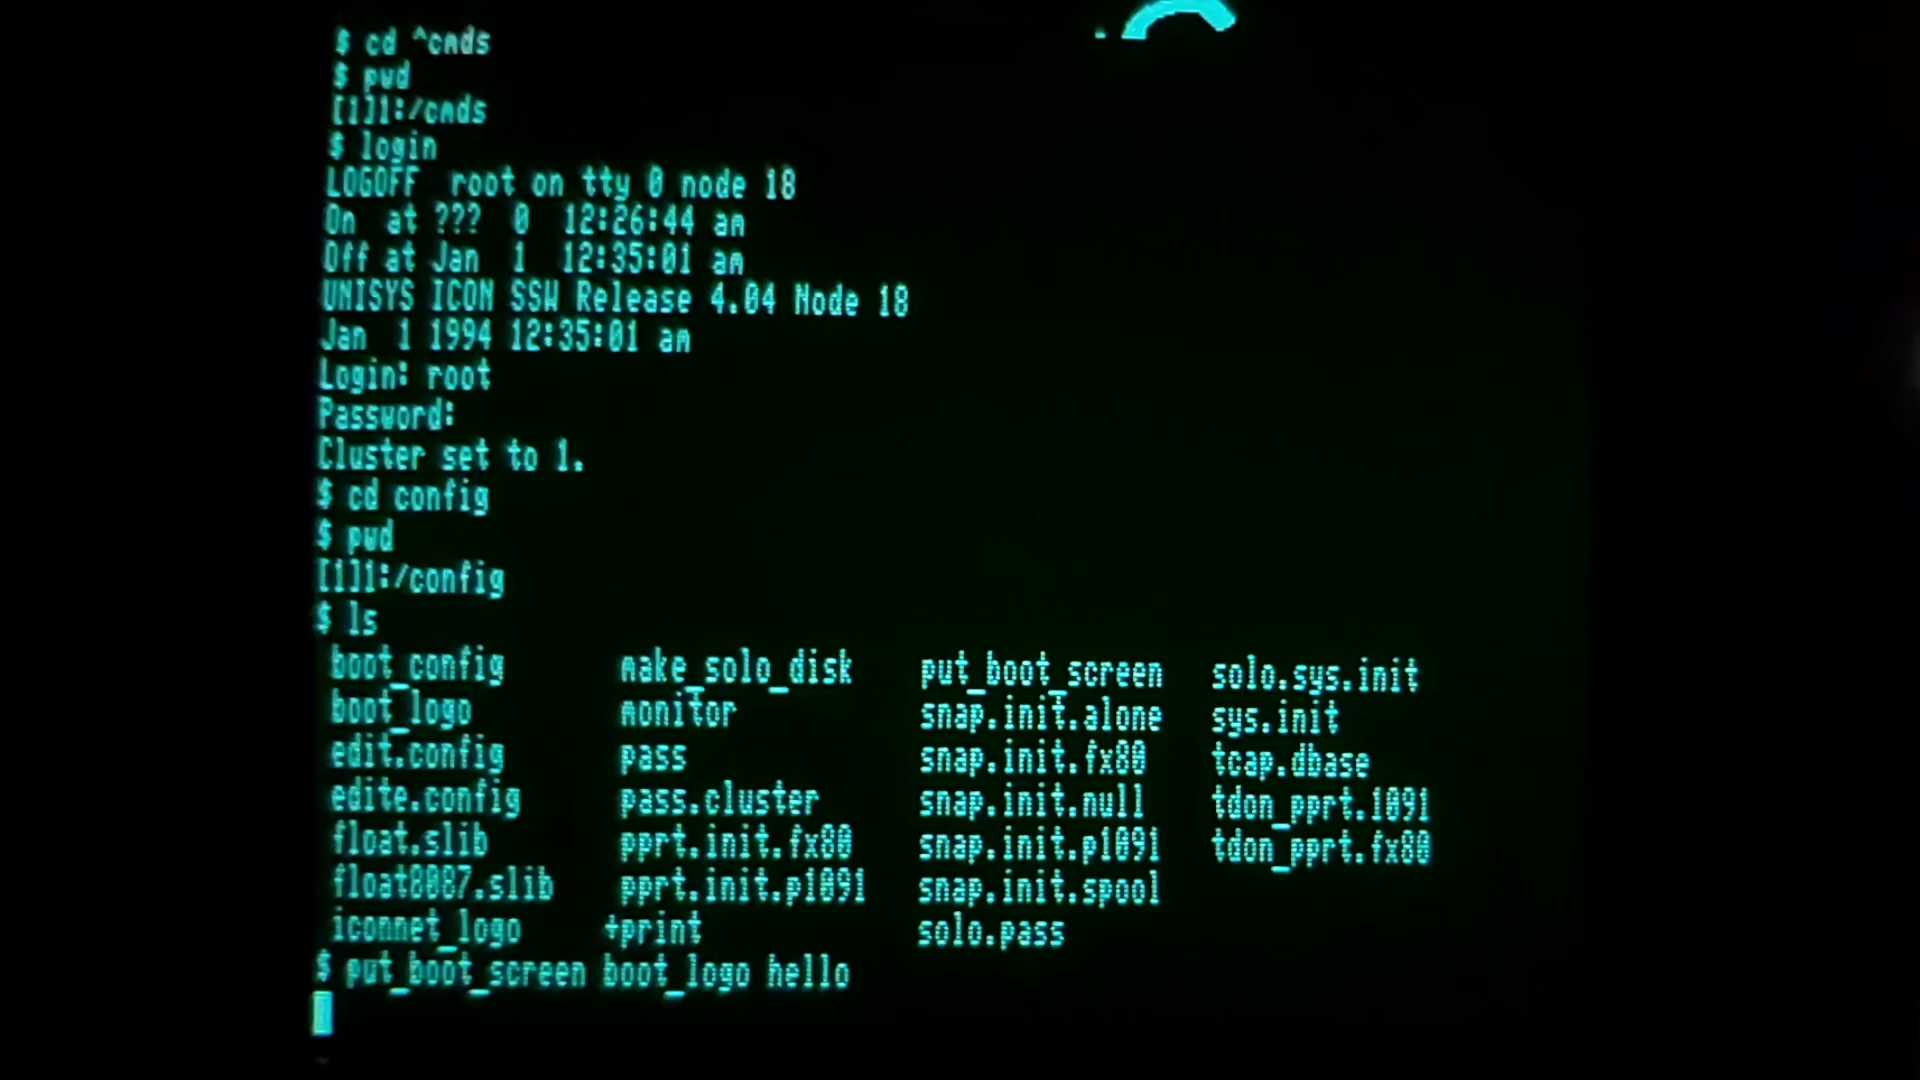 $ cd ^cmds
$ pwd
[1]1:/cmds
$ login
LOGOFF  root on tty 0 node 18
On  at ???  0  12:26:44 am
Off at Jan  1  12:35:01 am
UNISYS ICON SSW Release 4.04 Node 18
Jan  1 1994 12:35:01 am
Login: root
Password:
Cluster set to 1.
$ cd config
$ pwd
[1]1:/config
$ ls
boot_config make_solo_disk put_boot_screen solo.sys.init
boot_logo monitor snap.init.alone sys.init
edit.config pass snap.init.fx80 tcap.dbase
edite.config pass.cluster snap.init.null tdon_pprt.1091
float.slib pprt.init.fx80 snap.init.p1091 tdon_pprt.fx80
float8087.slib pprt.init.p1091 snap.init.spool
iconnet_logo +print solo.pass
$ put_boot_screen boot_logo hello